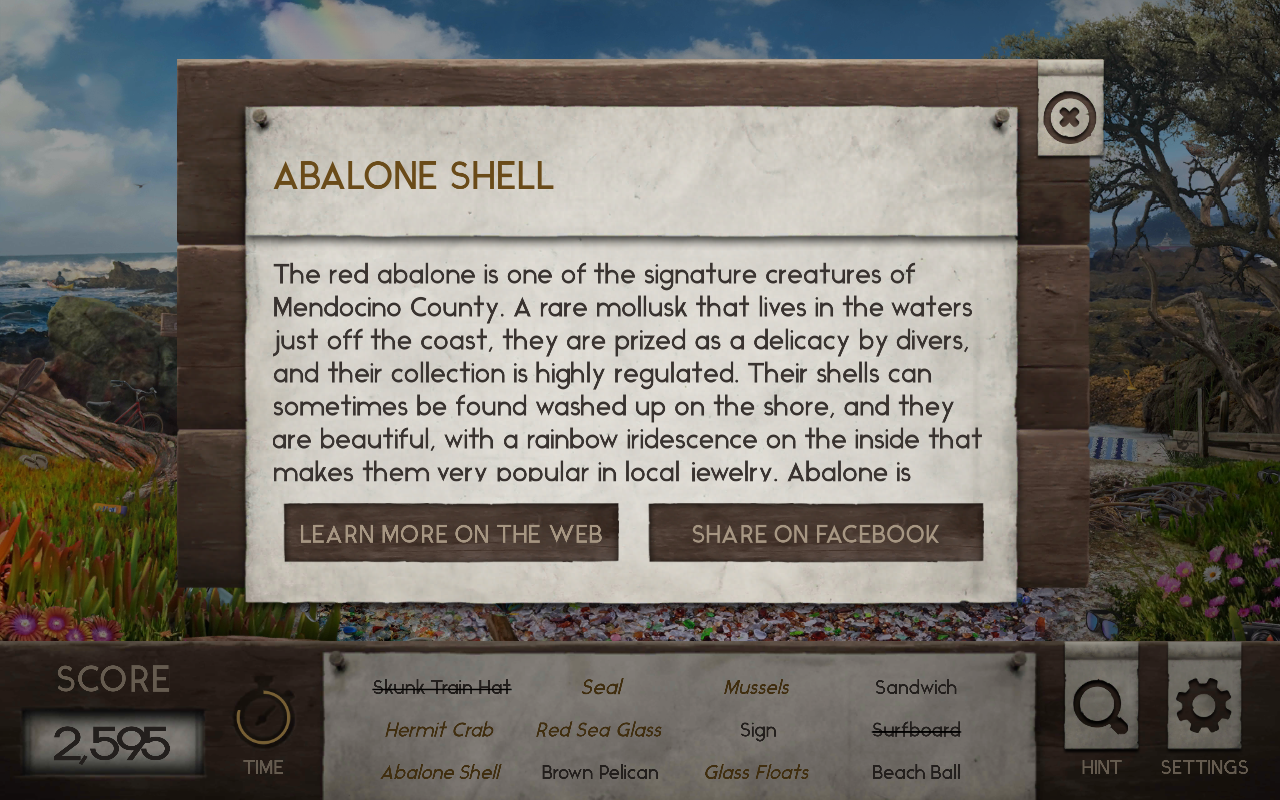 ABALONE SHELL
The red abalone is one of the signature creatures of
Mendocino County. A rare mollusk that lives in the waters
just off the coast, they are prized as a delicacy by divers,
and their collection is highly regulated. Their shells can
sometimes be found washed up on the shore, and they
are beautiful, with a rainbow iridescence on the inside that
makes them very popular in local jewelry. Abalone is
LEARN MORE ON THE WEB
SHARE ON FACEBOOK
SCORE
2,595
TIME
Skunk Train Hat Seal Mussels Sandwich
Hermit Crab Red Sea Glass Sign Surfboard
Abalone Shell Brown Pelican Glass Floats Beach Ball
HINT
SETTINGS